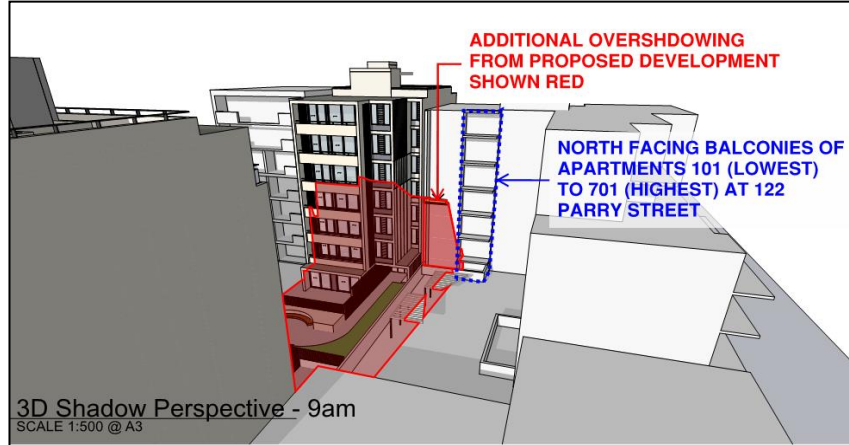 ADDITIONAL OVERSHDOWING
FROM PROPOSED DEVELOPMENT
SHOWN RED
NORTH FACING BALCONIES OF
APARTMENTS 101 (LOWEST)
TO 701 (HIGHEST) AT 122
PARRY STREET
3D Shadow Perspective - 9am
SCALE 1:500 @ A3